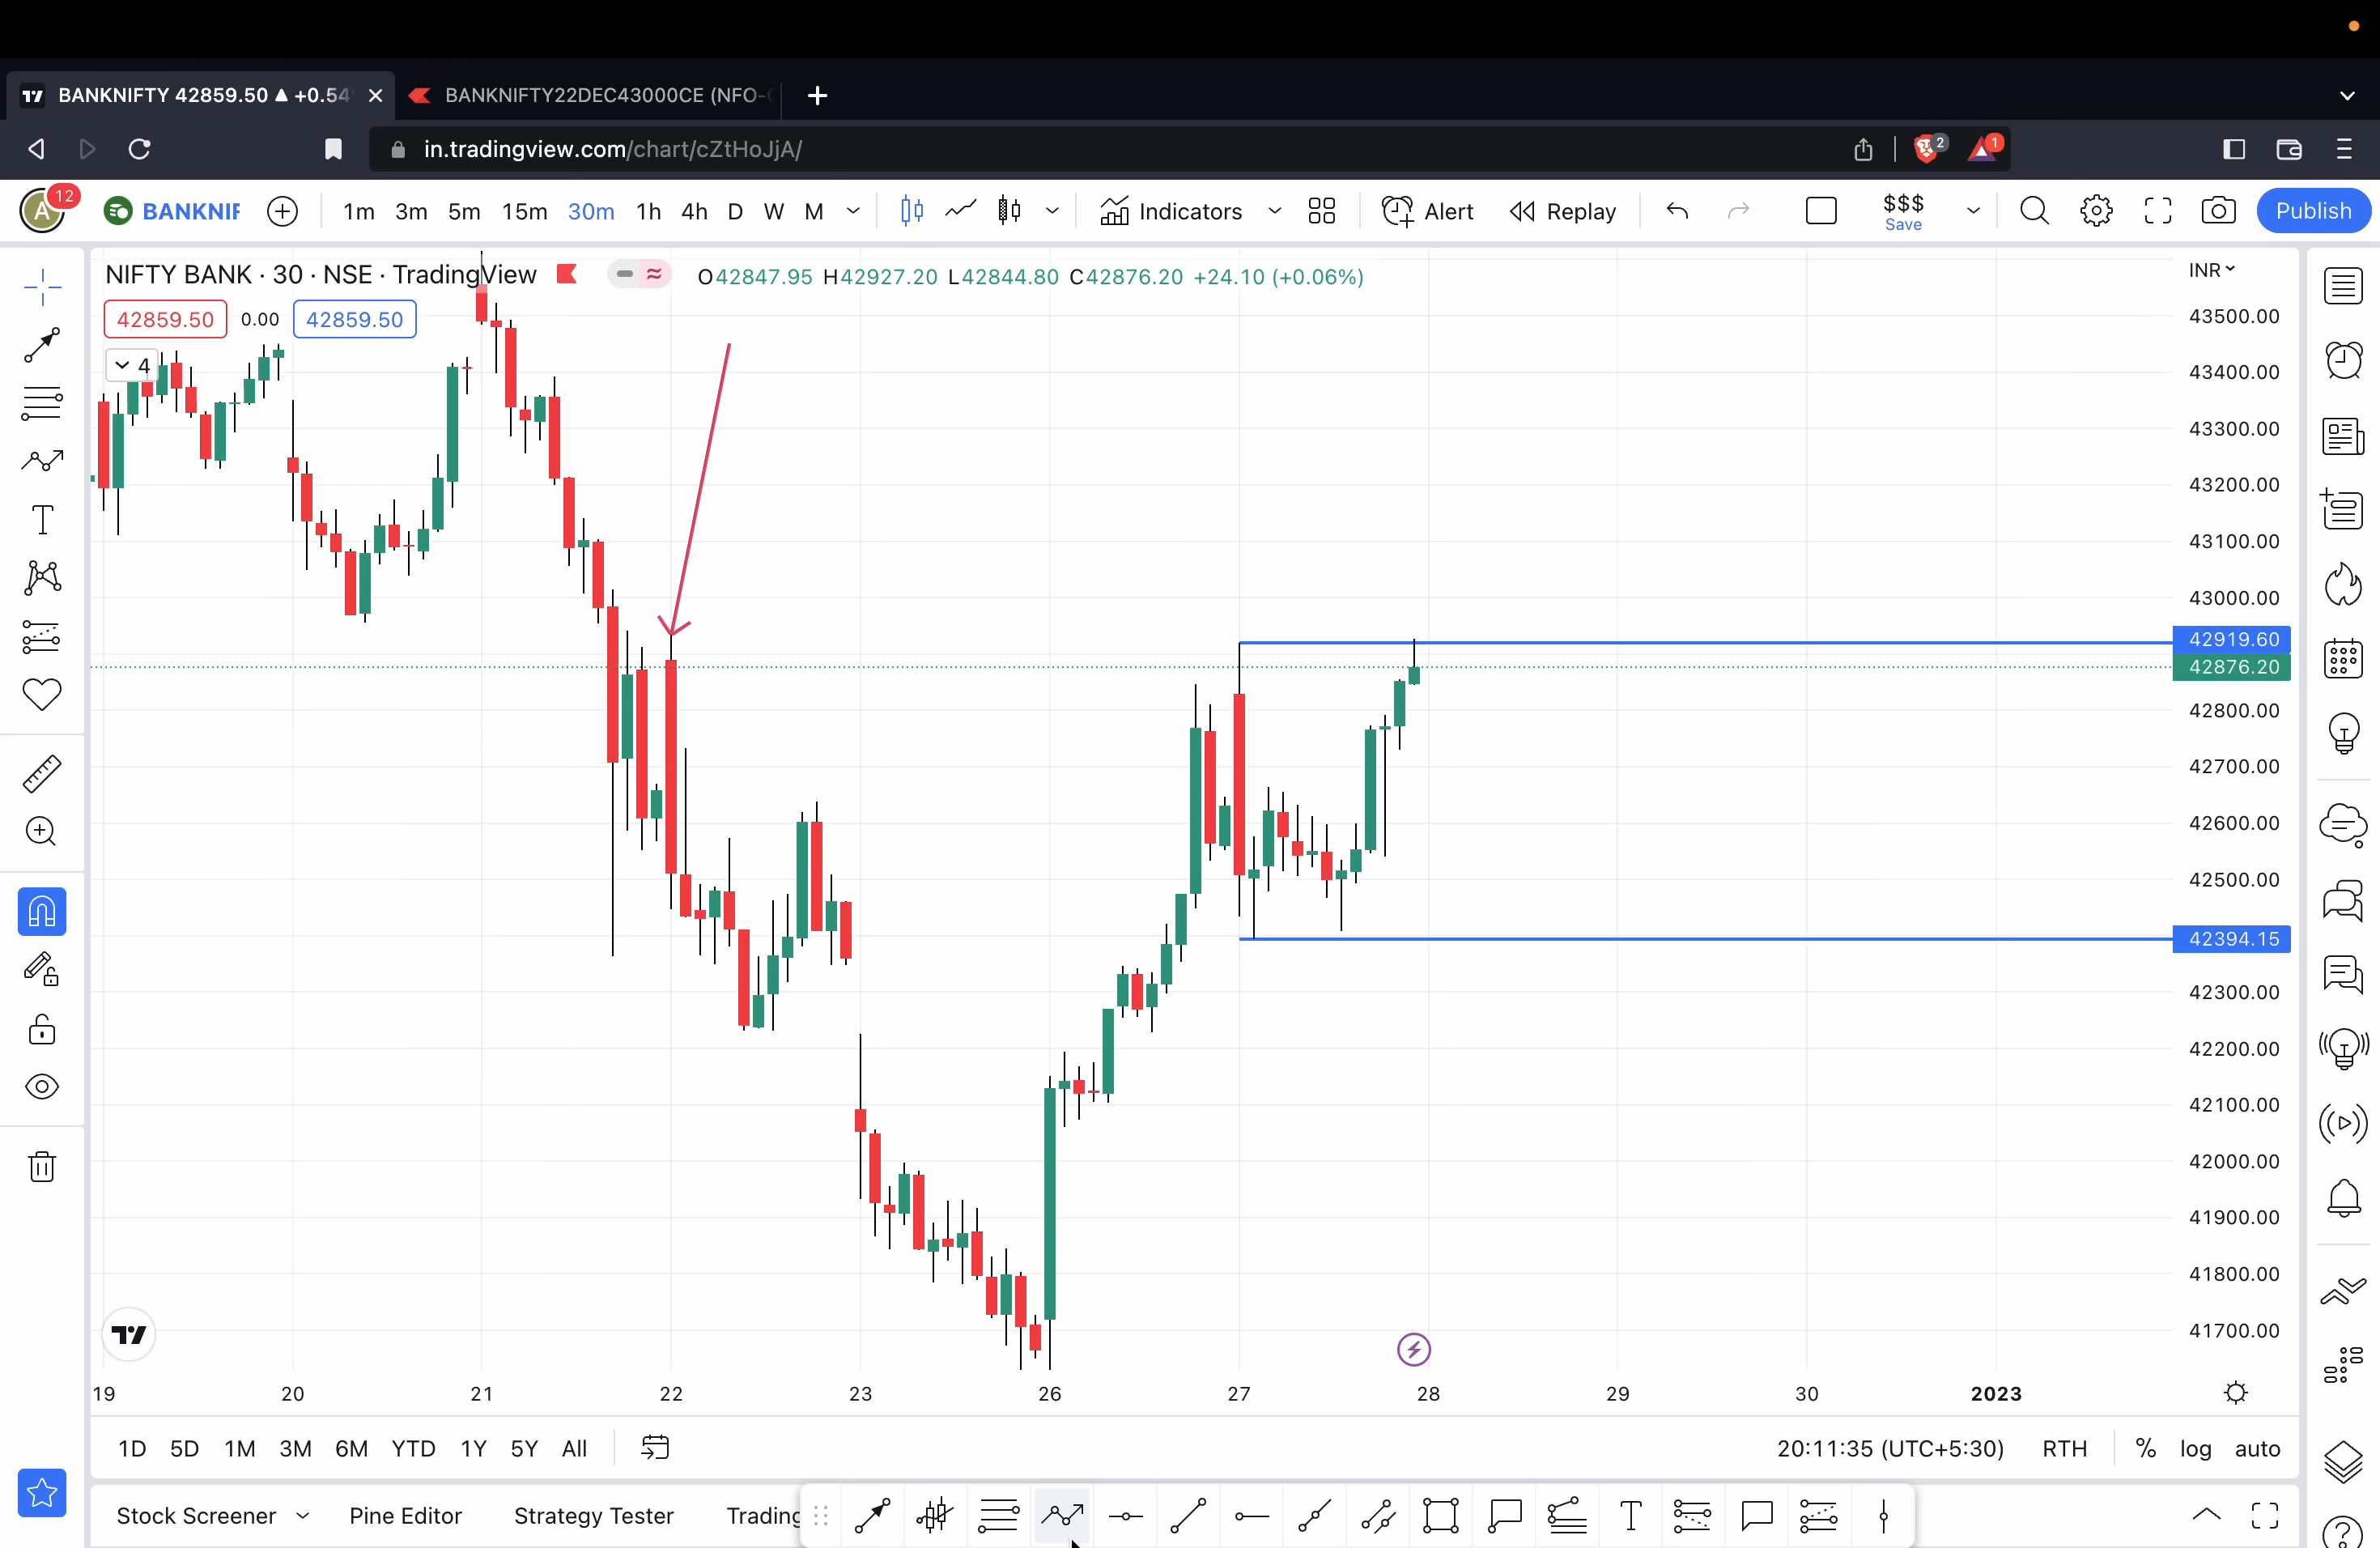 BANKNIFTY 42859.50 ▲ +0.54
BANKNIFTY22DEC43000CE (NFO-
in.tradingview.com/chart/cZtHoJjA/
2
1
A
12
BANKNIF
1m 3m 5m 15m 30m 1h 4h D W M
Indicators
Alert
Replay
$$$
Save
Publish
NIFTY BANK · 30 · NSE · TradingView
O42847.95 H42927.20 L42844.80 C42876.20 +24.10 (+0.06%)
INR
42859.50 0.00 42859.50
4
43500.00
43400.00
43300.00
43200.00
43100.00
43000.00
42919.60
42876.20
42800.00
42700.00
42600.00
42500.00
42394.15
42300.00
42200.00
42100.00
42000.00
41900.00
41800.00
41700.00
19 20 21 22 23 26 27 28 29 30 2023
1D 5D 1M 3M 6M YTD 1Y 5Y All
20:11:35 (UTC+5:30) RTH % log auto
Stock Screener Pine Editor Strategy Tester Trading